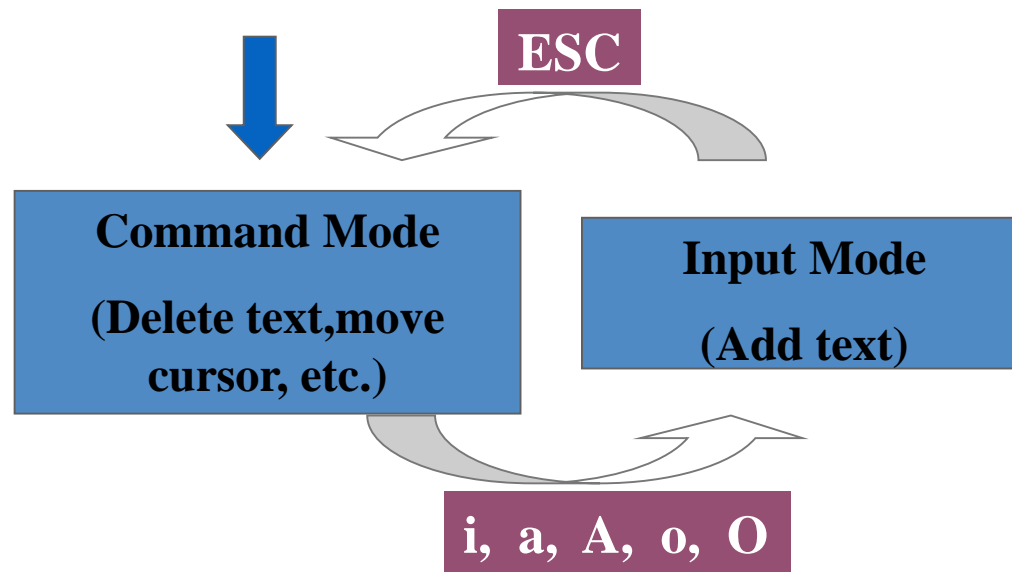 ESC
Command Mode
(Delete text,move
cursor, etc.)
Input Mode
(Add text)
i, a, A, o, O